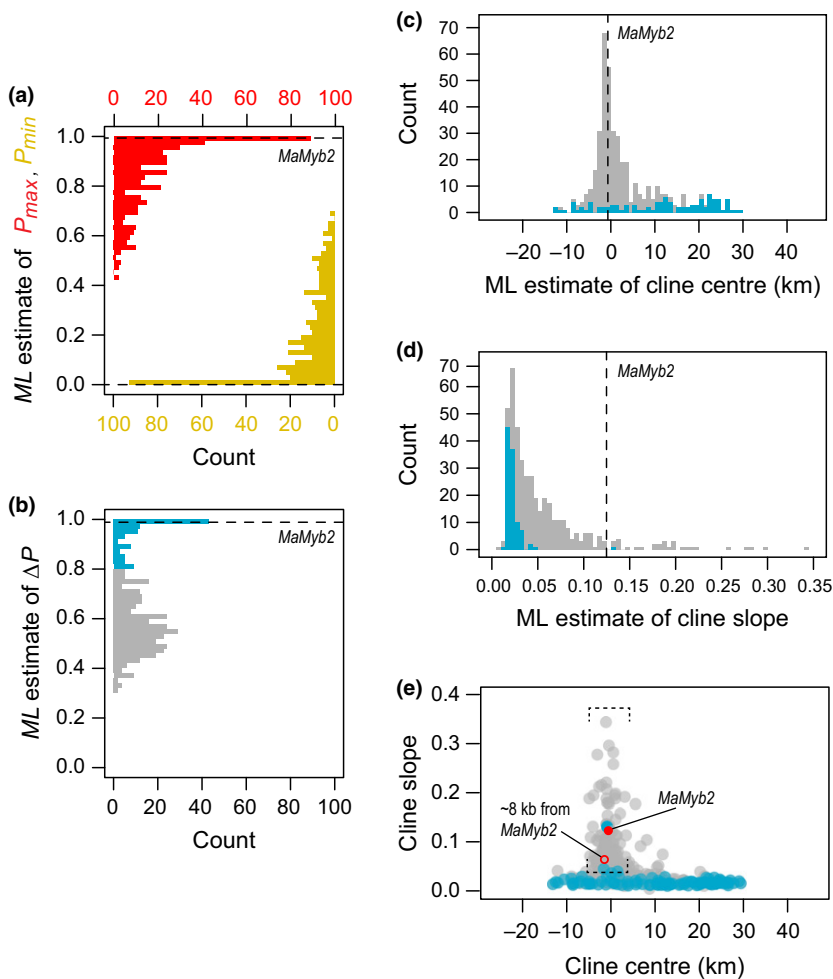 (a)
0 20 40 60 80 100
ML estimate of Pmax, Pmin
1.0
0.8
0.6
0.4
0.2
0.0
MaMyb2
100 80 60 40 20 0
Count
(b)
ML estimate of ΔP
1.0
0.8
0.6
0.4
0.2
0.0
MaMyb2
0 20 40 60 80 100
Count
(c)
MaMyb2
Count
70
50
30
10
0
–20 –10 0 10 20 30 40
ML estimate of cline centre (km)
(d)
MaMyb2
Count
70
60
50
40
30
20
10
0
0.00 0.05 0.10 0.15 0.20 0.25 0.30 0.35
ML estimate of cline slope
(e)
Cline slope
0.4
0.3
0.2
0.1
0.0
~8 kb from
MaMyb2
MaMyb2
–20 –10 0 10 20 30 40
Cline centre (km)